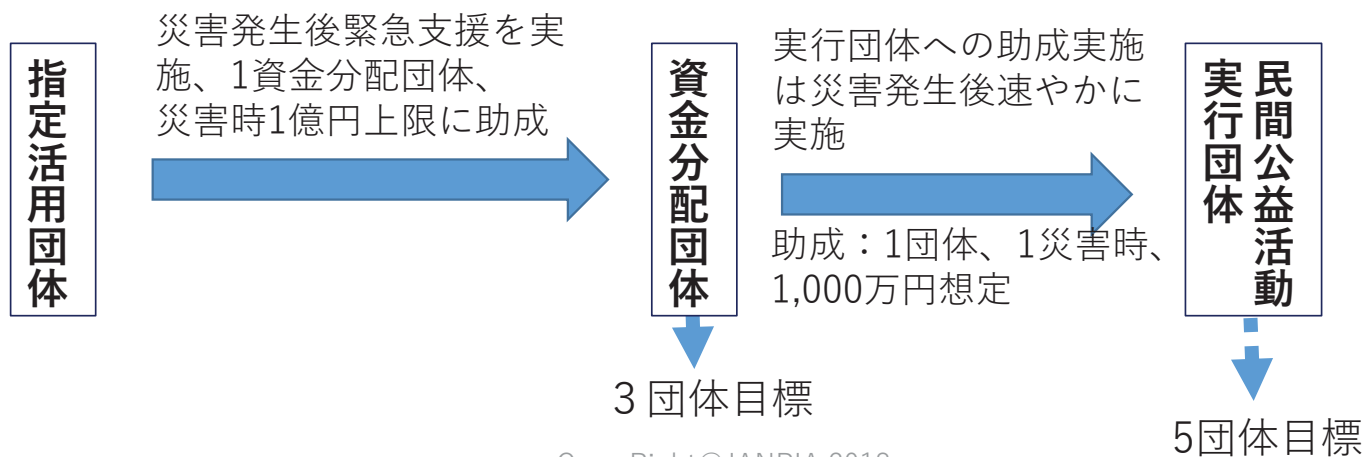 指定活用団体
災害発生後緊急支援を実
施、1資金分配団体、
災害時1億円上限に助成
資金分配団体
実行団体への助成実施
は災害発生後速やかに
実施
助成：1団体、1災害時、
1,000万円想定
民間公益活動
実行団体
３団体目標
5団体目標